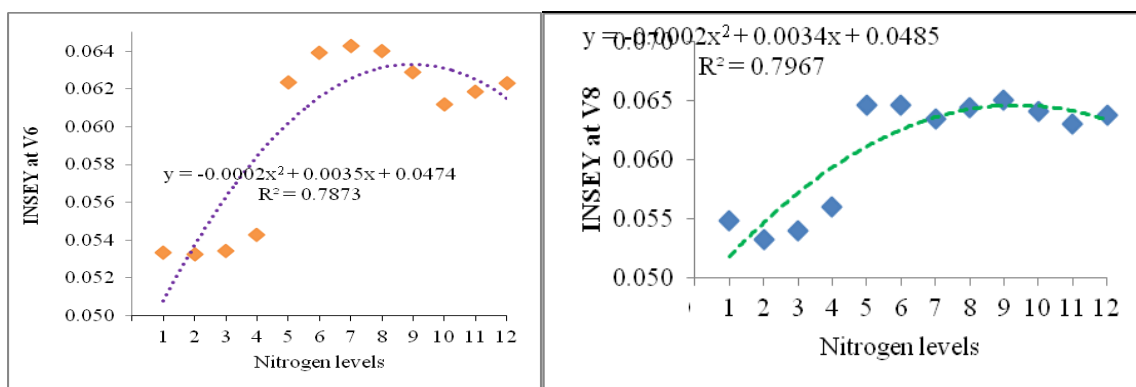 0.064
0.062
0.060
0.058
0.056
0.054
0.052
0.050
INSEY at V6
y = -0.0002x² + 0.0035x + 0.0474
R² = 0.7873
1 2 3 4 5 6 7 8 9 10 11 12
Nitrogen levels
y = -0.0002x² + 0.0034x + 0.0485
R² = 0.7967
0.070
0.065
0.060
0.055
0.050
INSEY at V8
1 2 3 4 5 6 7 8 9 10 11 12
Nitrogen levels